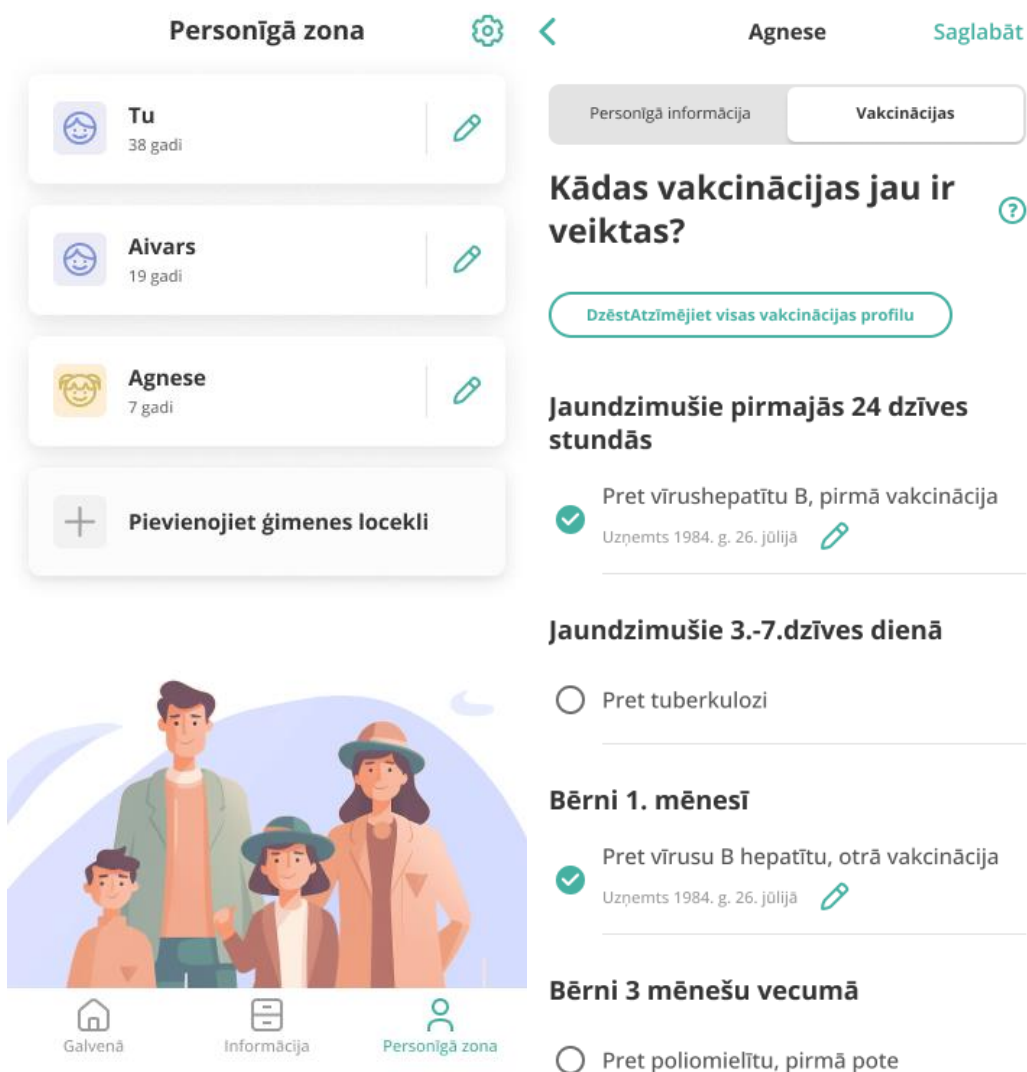 Personīgā zona
Tu
38 gadi
Aivars
19 gadi
Agnese
7 gadi
Pievienojiet ģimenes locekli
Galvenā
Informācija
Personīgā zona
Agnese
Saglabāt
Personīgā informācija
Vakcinācijas
Kādas vakcinācijas jau ir
veiktas?
?
DzēstAtzīmējiet visas vakcinācijas profilu
Jaundzimušie pirmajās 24 dzīves
stundās
Pret vīrushepatītu B, pirmā vakcinācija
Uzņemts 1984. g. 26. jūlijā
Jaundzimušie 3.-7.dzīves dienā
Pret tuberkulozi
Bērni 1. mēnesī
Pret vīrusu B hepatītu, otrā vakcinācija
Uzņemts 1984. g. 26. jūlijā
Bērni 3 mēnešu vecumā
Pret poliomielītu, pirmā pote